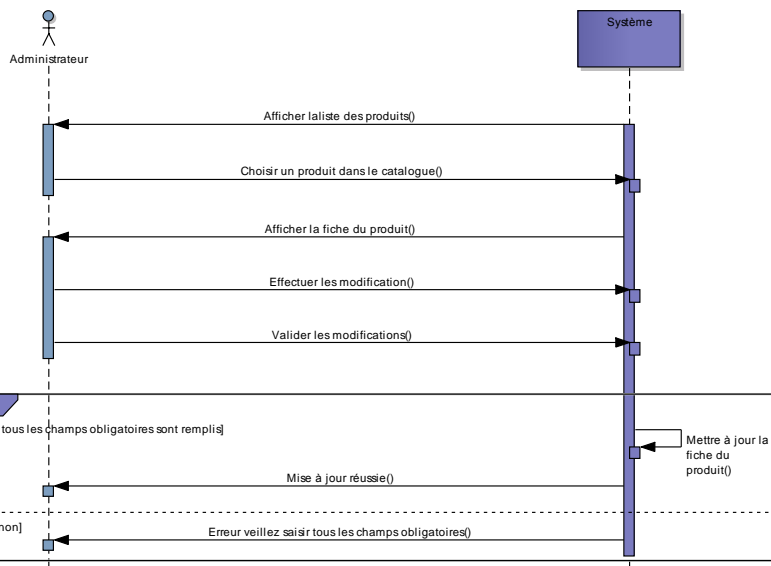 Système
Administrateur
Afficher laliste des produits()
Choisir un produit dans le catalogue()
Afficher la fiche du produit()
Effectuer les modification()
Valider les modifications()
tous les champs obligatoires sont remplis]
Mettre à jour la
fiche du
produit()
Mise à jour réussie()
non]
Erreur veillez saisir tous les champs obligatoires()